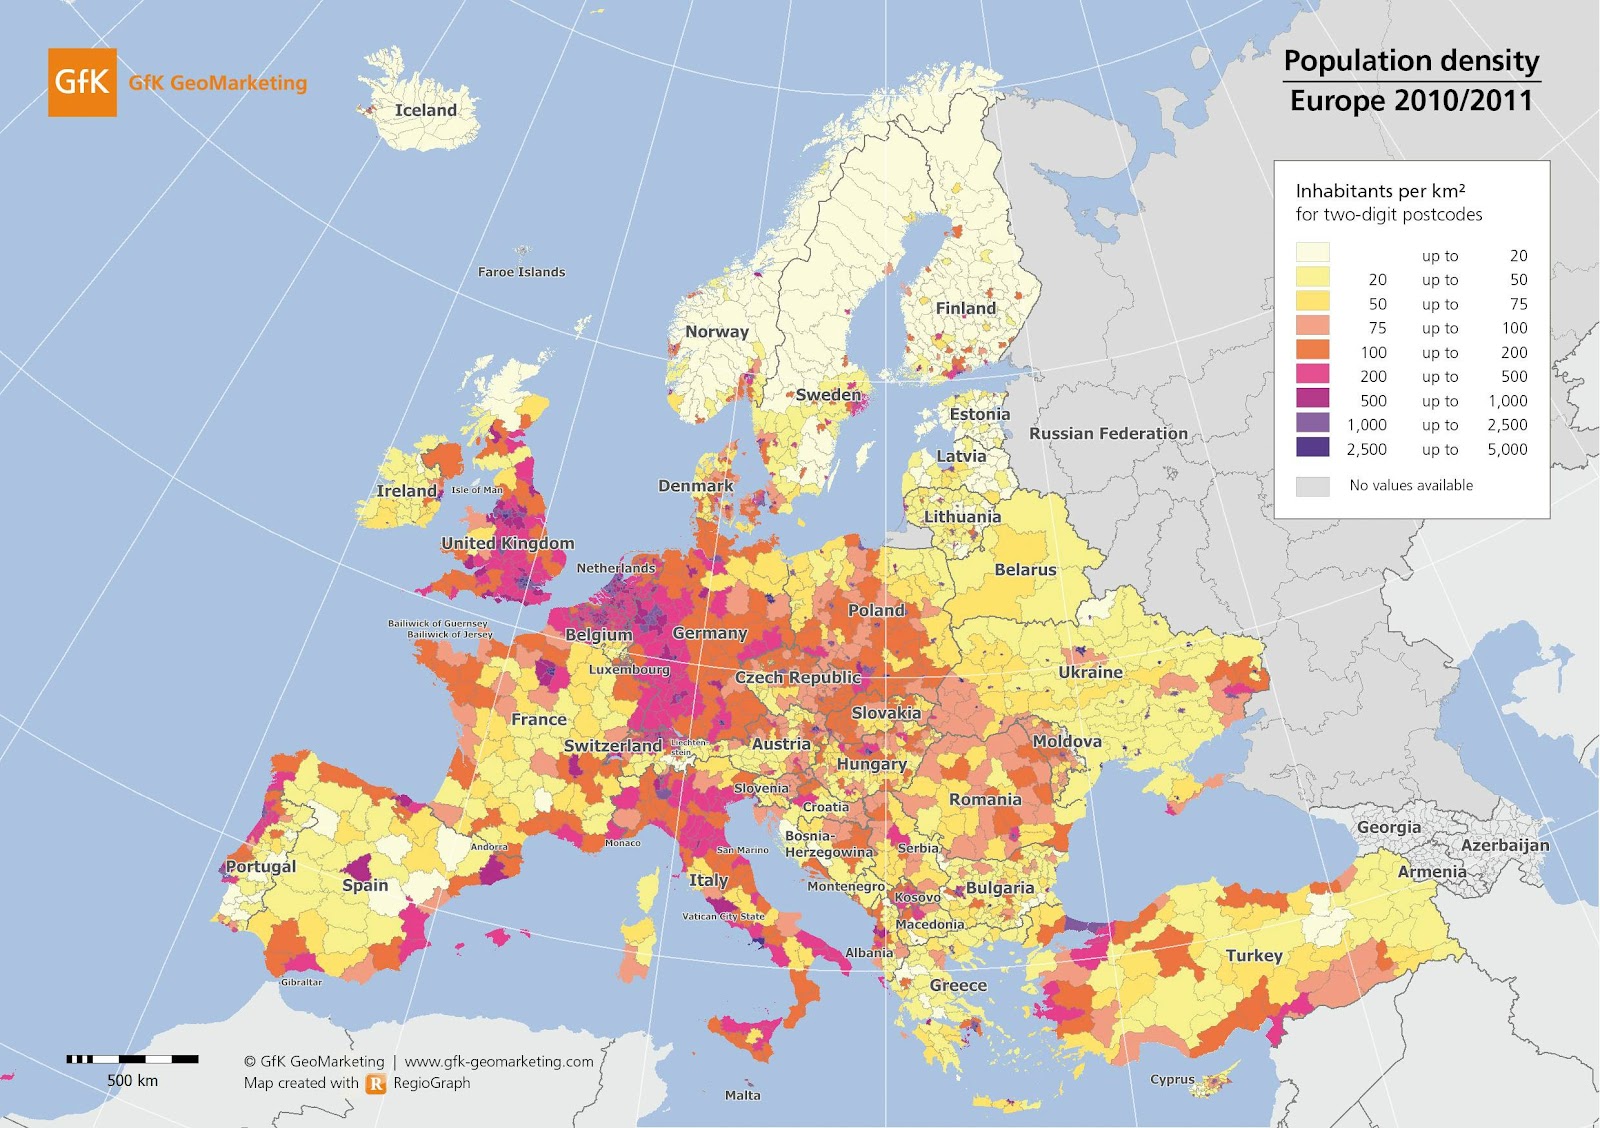 GfK GfK GeoMarketing
Population density
Europe 2010/2011
Inhabitants per km²
for two-digit postcodes
up to 20
20 up to 50
50 up to 75
75 up to 100
100 up to 200
200 up to 500
500 up to 1,000
1,000 up to 2,500
2,500 up to 5,000
No values available
Iceland
Faroe Islands
Norway
Finland
Sweden
Estonia
Russian Federation
Latvia
Denmark
Ireland
Isle of Man
Lithuania
United Kingdom
Netherlands
Belarus
Poland
Bailiwick of Guernsey
Bailiwick of Jersey
Belgium
Germany
Luxembourg
Czech Republic
Ukraine
France
Slovakia
Switzerland
Liechten-
stein
Austria
Moldova
Hungary
Slovenia
Croatia
Romania
Georgia
Bosnia-
Herzegowina
Andorra
Monaco
San Marino
Serbia
Azerbaijan
Portugal
Spain
Italy
Armenia
Montenegro
Kosovo
Bulgaria
Vatican City State
Macedonia
Albania
Turkey
Gibraltar
Greece
Cyprus
Malta
500 km
© GfK GeoMarketing | www.gfk-geomarketing.com
Map created with R RegioGraph